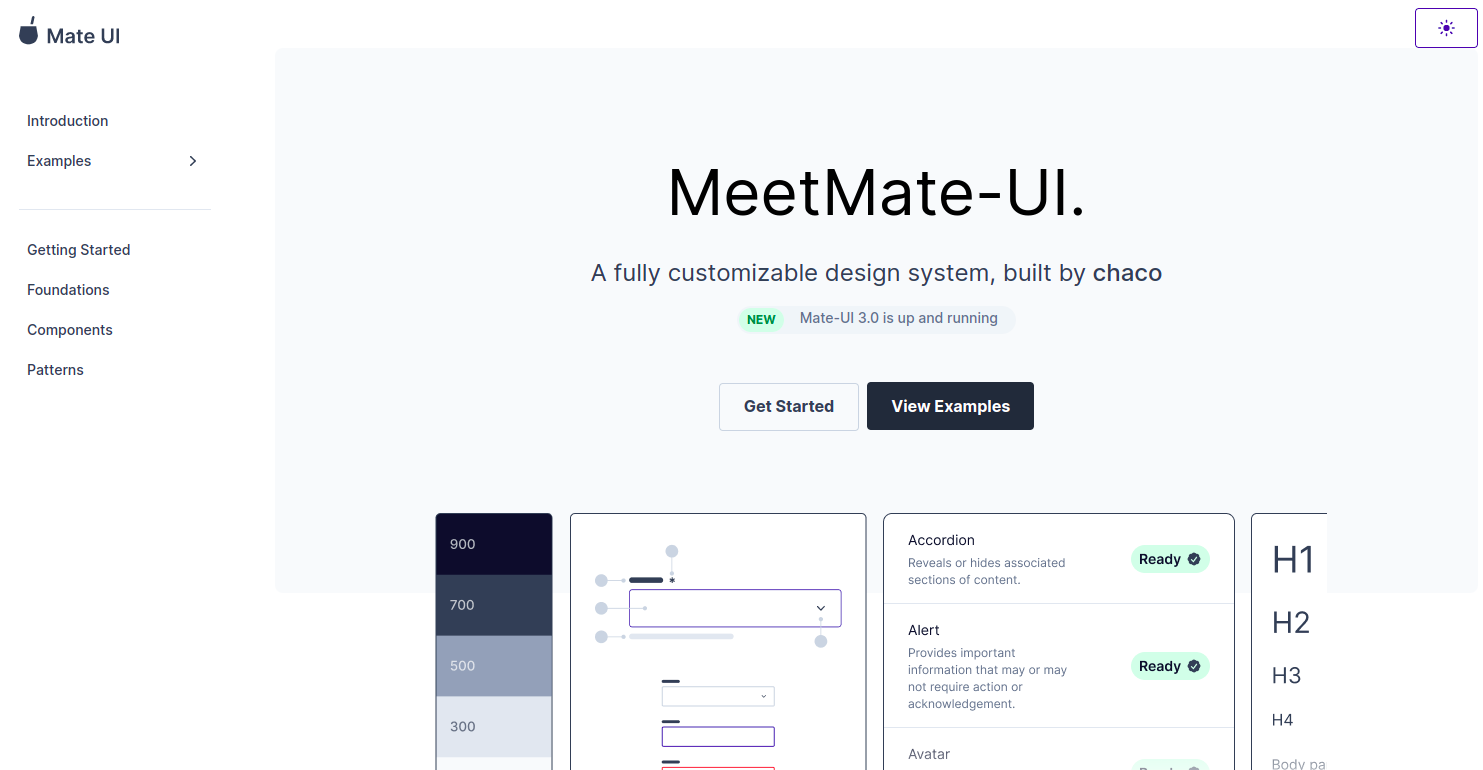 Mate UI
Introduction
Examples
Getting Started
Foundations
Components
Patterns
MeetMate-UI.
A fully customizable design system, built by chaco
NEW Mate-UI 3.0 is up and running
Get Started
View Examples
900
700
500
300
*
Accordion
Reveals or hides associated
sections of content.
Ready
Alert
Provides important
information that may or may
not require action or
acknowledgement.
Ready
Avatar
Ready
H1
H2
H3
H4
Body pa